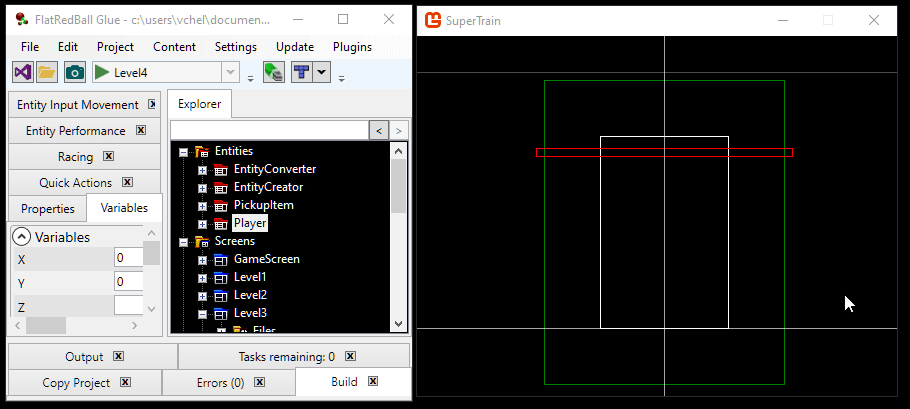 FlatRedBall Glue - c:\users\vchel\documen...
File Edit Project Content Settings Update Plugins
Level4
Entity Input Movement
Entity Performance
Racing
Quick Actions
Properties Variables
Variables
X 0
Y 0
Z
Explorer
< >
Entities
EntityConverter
EntityCreator
PickupItem
Player
Screens
GameScreen
Level1
Level2
Level3
Files
Output Tasks remaining: 0
Copy Project Errors (0) Build
SuperTrain